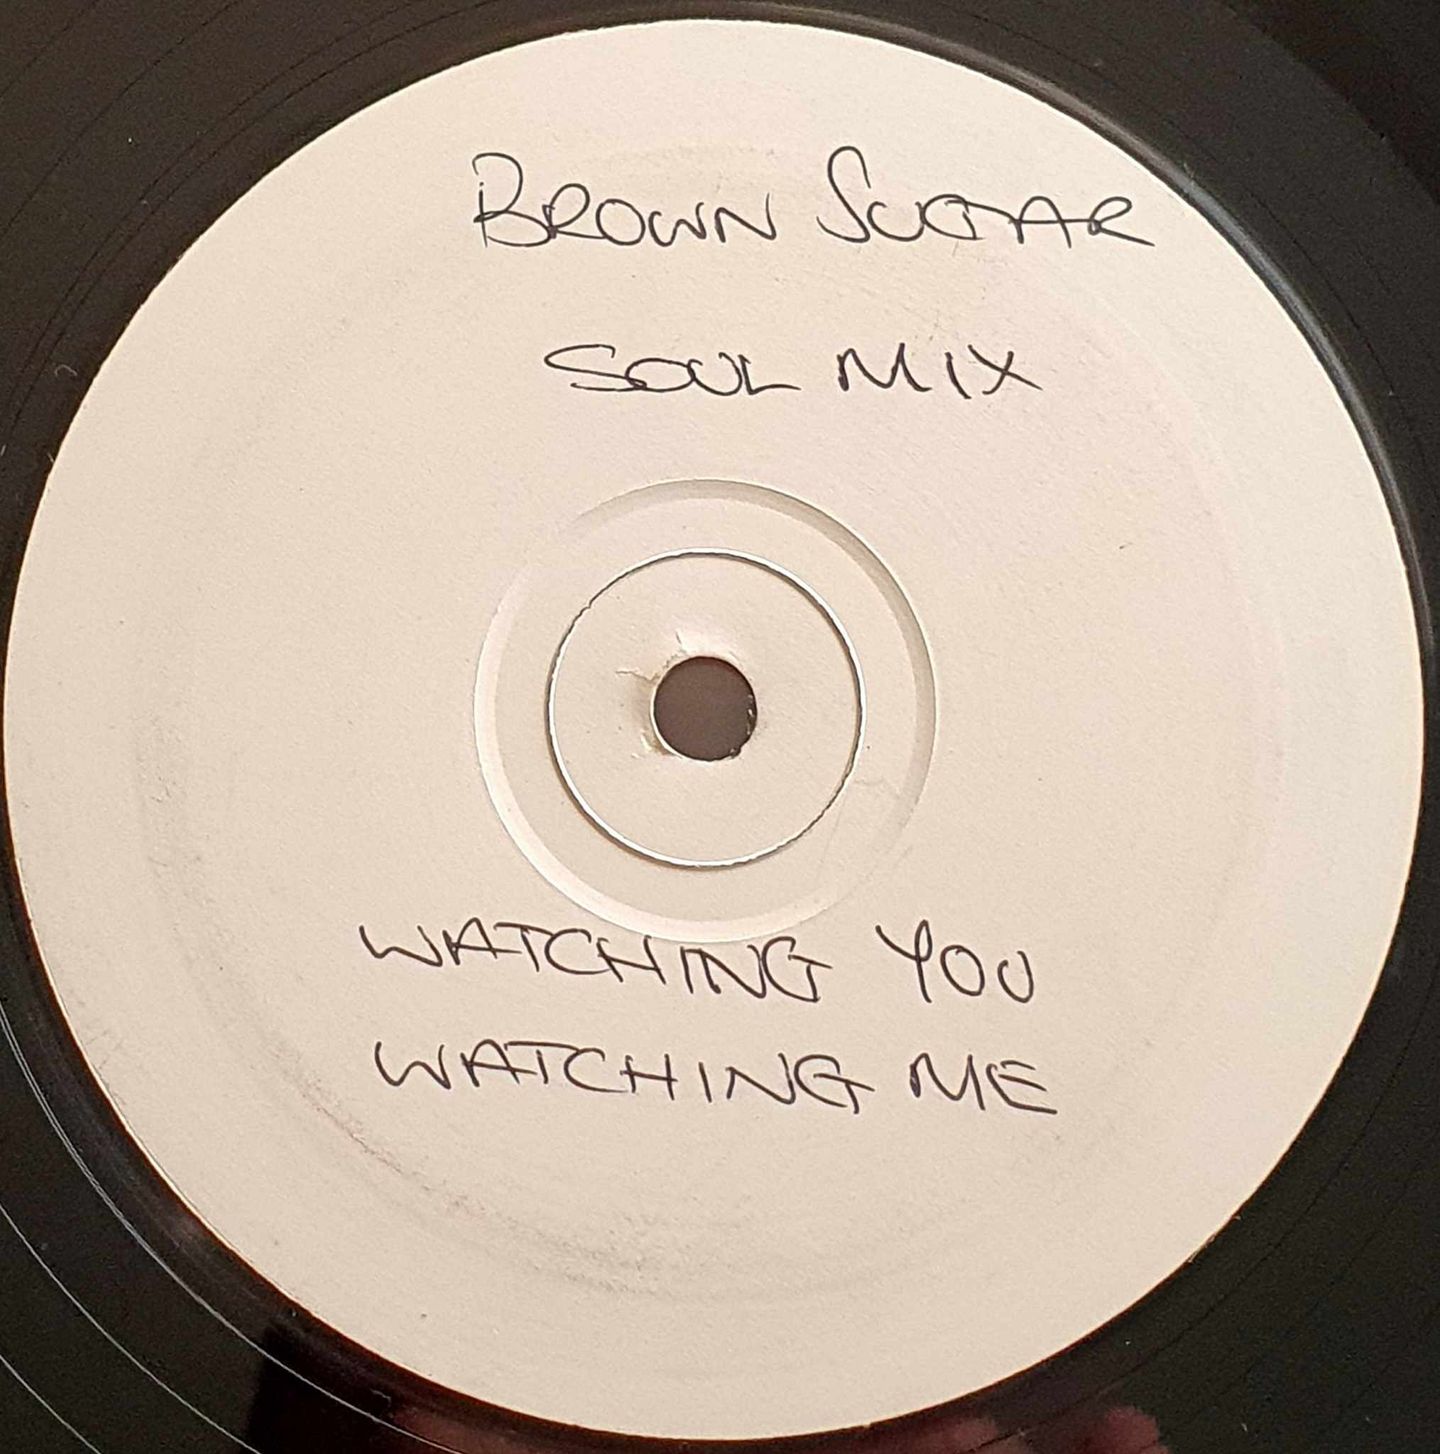 BROWN SUGAR
SOUL MIX
WATCHING YOU
WATCHING ME